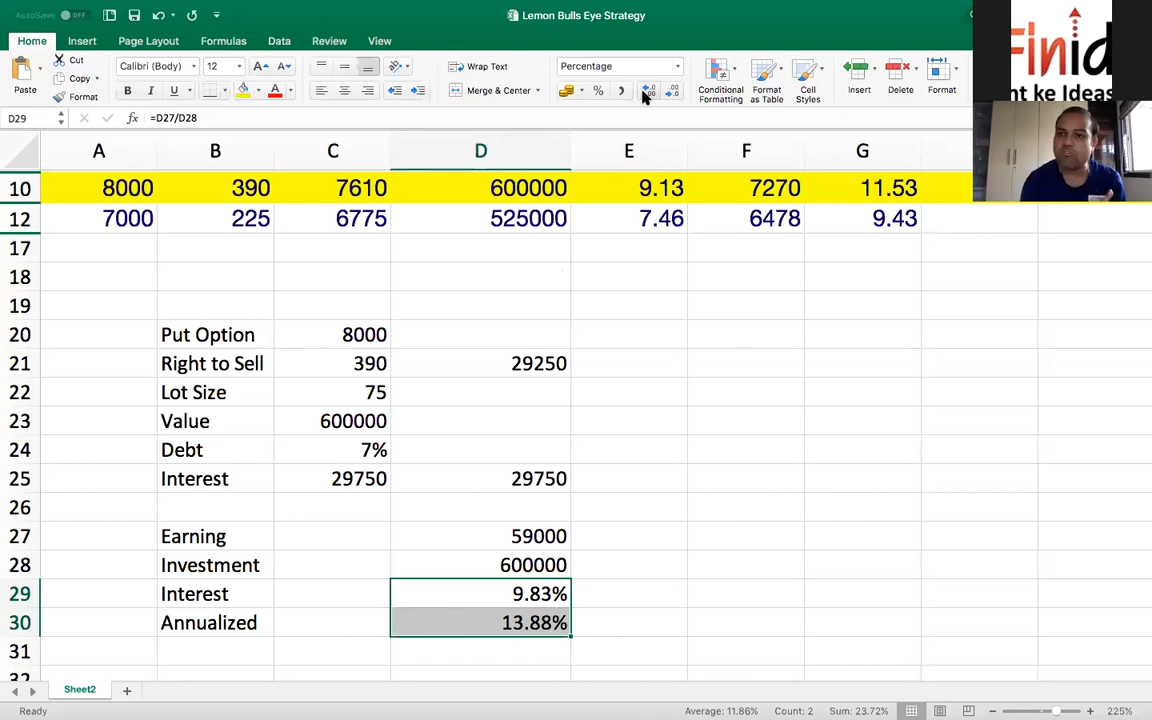 AutoSave OFF
Lemon Bulls Eye Strategy
Home Insert Draw Page Layout Formulas Data Review View
Cut
Copy
Format
Paste
Calibri (Body) 12
A A
B I U
Wrap Text
Merge & Center
Percentage
Conditional Formatting
Format as Table
Cell Styles
Insert
Delete
Format
Finid
nt ke Ideas
D29 fx =D27/D28
A B C D E F G
10 8000 390 7610 600000 9.13 7270 11.53
12 7000 225 6775 525000 7.46 6478 9.43
17
18
19
20 Put Option 8000
21 Right to Sell 390 29250
22 Lot Size 75
23 Value 600000
24 Debt 7%
25 Interest 29750 29750
26
27 Earning 59000
28 Investment 600000
29 Interest 9.83%
30 Annualized 13.88%
31
32
Sheet2
Ready
Average: 11.86% Count: 2 Sum: 23.72%
225%